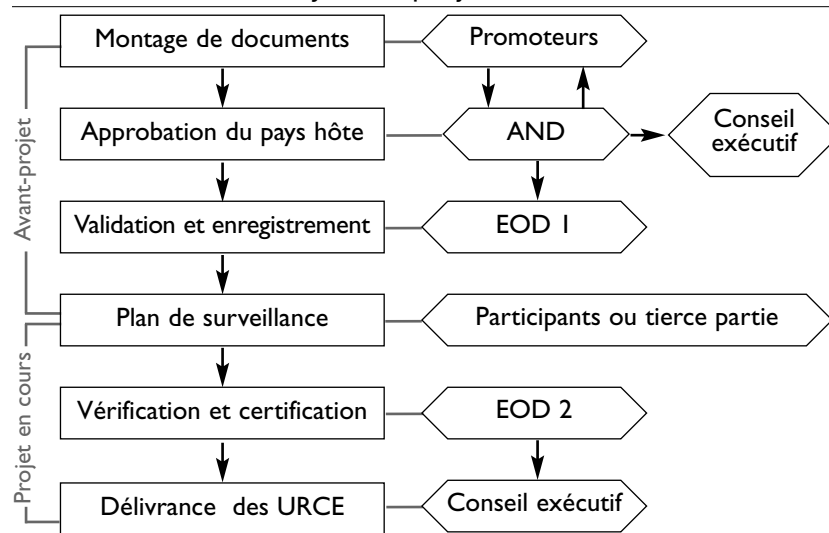 Montage de documents
Promoteurs
Approbation du pays hôte
AND
Conseil
exécutif
Validation et enregistrement
EOD 1
Plan de surveillance
Participants ou tierce partie
Vérification et certification
EOD 2
Délivrance des URCE
Conseil exécutif
Avant-projet
Projet en cours